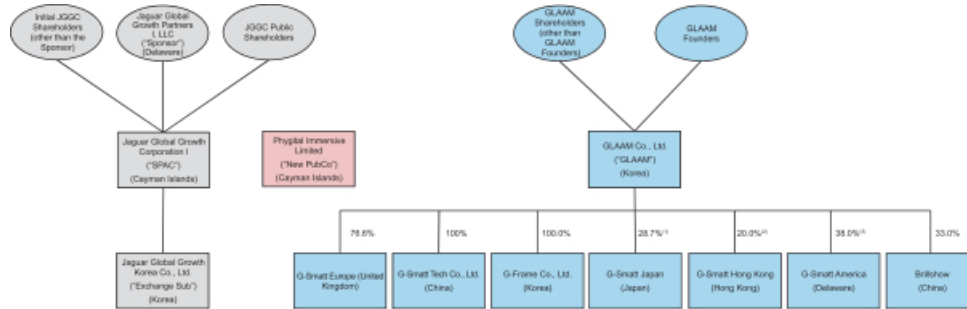 Initial JGGC
Shareholders
(other than the
Sponsor)
Jaguar Global
Growth Partners
I, LLC
("Sponsor")
(Delaware)
JGGC Public
Shareholders
GLAAM
Shareholders
(other than
GLAAM
Founders)
GLAAM
Founders
Jaguar Global Growth
Corporation I
("SPAC")
(Cayman Islands)
Phygital Immersive
Limited
("New PubCo")
(Cayman Islands)
GLAAM Co., Ltd.
("GLAAM")
(Korea)
76.6%
100%
100.0%
28.7%(1)
20.0%(2)
38.0%(3)
33.0%
Jaguar Global Growth
Korea Co., Ltd.
("Exchange Sub")
(Korea)
G-Smatt Europe (United
Kingdom)
G-Smatt Tech Co., Ltd.
(China)
G-Frame Co., Ltd.
(Korea)
G-Smatt Japan
(Japan)
G-Smatt Hong Kong
(Hong Kong)
G-Smatt America
(Delaware)
Brillshow
(China)